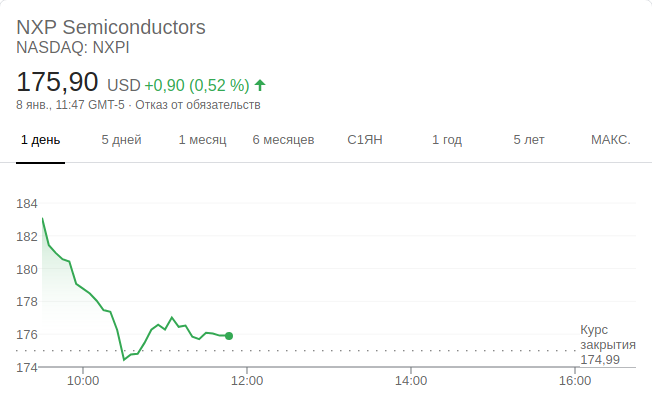 NXP Semiconductors
NASDAQ: NXPI
175,90 USD +0,90 (0,52 %)
8 янв., 11:47 GMT-5 · Отказ от обязательств
1 день 5 дней 1 месяц 6 месяцев С1ЯН 1 год 5 лет МАКС.
184
182
180
178
176
174
Курс
закрытия
174,99
10:00 12:00 14:00 16:00